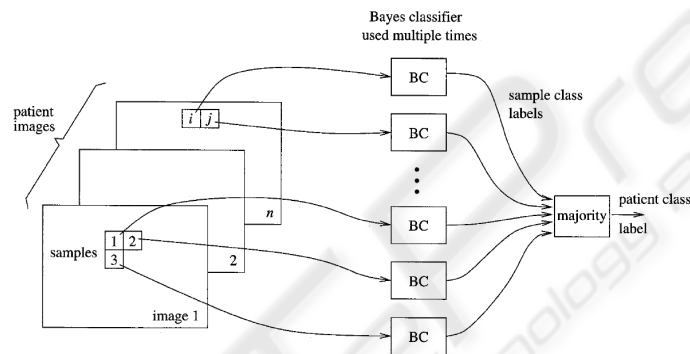 Bayes classifier
used multiple times
patient
images
i j
n
samples
1 2
3
2
image 1
BC
BC
BC
BC
BC
sample class
labels
majority
patient class
label